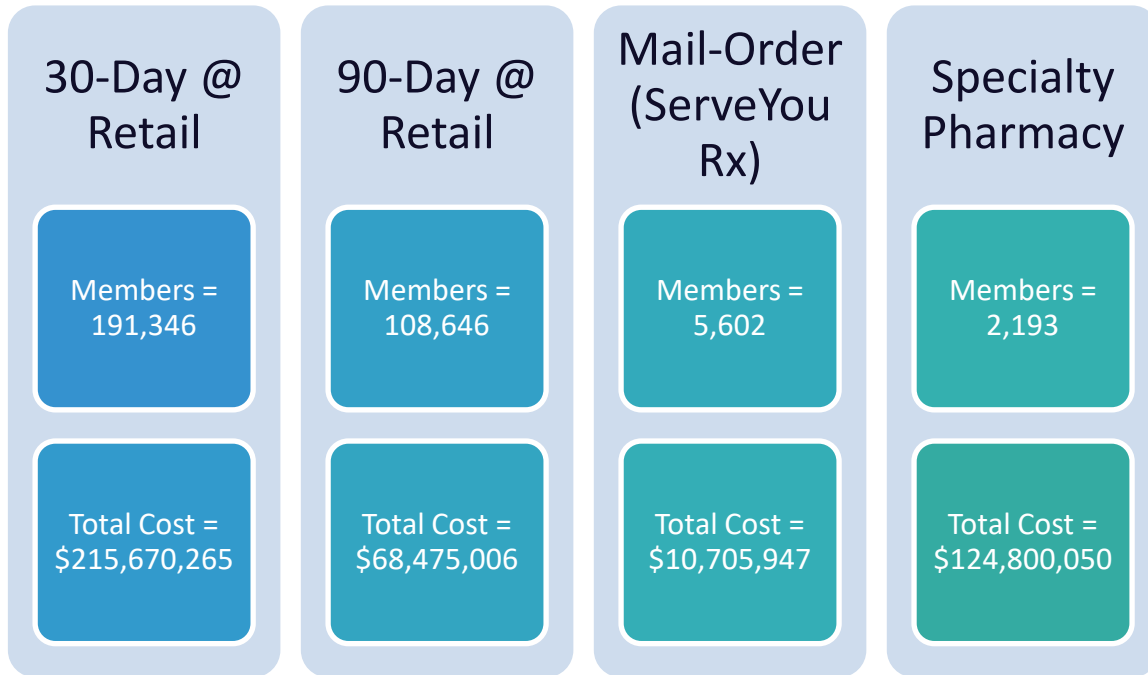 30-Day @
Retail
Members =
191,346
Total Cost =
$215,670,265
90-Day @
Retail
Members =
108,646
Total Cost =
$68,475,006
Mail-Order
(ServeYou
Rx)
Members =
5,602
Total Cost =
$10,705,947
Specialty
Pharmacy
Members =
2,193
Total Cost =
$124,800,050